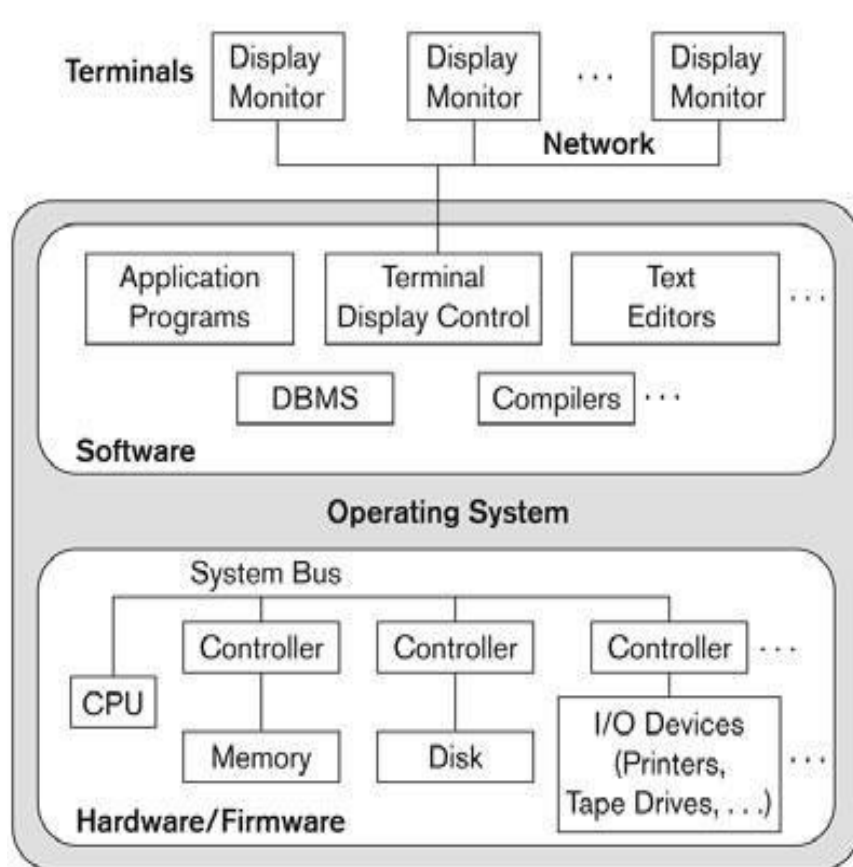 Terminals
Display
Monitor
Display
Monitor
. . .
Display
Monitor
Network
Application
Programs
Terminal
Display Control
Text
Editors
. . .
DBMS
Compilers
. . .
Software
Operating System
System Bus
Controller
Controller
Controller
. . .
CPU
Memory
Disk
I/O Devices
(Printers,
Tape Drives, . . .)
. . .
Hardware/Firmware